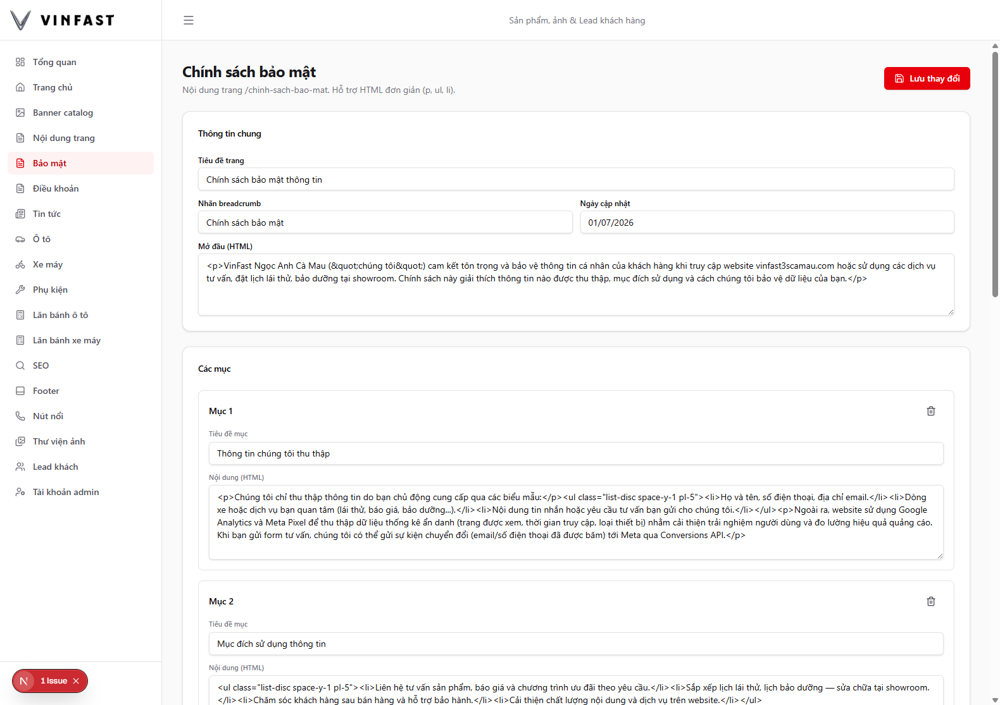 VINFAST
Sản phẩm, ảnh & Lead khách hàng
Tổng quan
Trang chủ
Banner catalog
Nội dung trang
Bảo mật
Điều khoản
Tin tức
Ô tô
Xe máy
Phụ kiện
Lăn bánh ô tô
Lăn bánh xe máy
SEO
Footer
Nút nổi
Thư viện ảnh
Lead khách
Tài khoản admin
N 1 Issue
Chính sách bảo mật
Nội dung trang /chinh-sach-bao-mat. Hỗ trợ HTML đơn giản (p, ul, li).
Lưu thay đổi
Thông tin chung
Tiêu đề trang
Chính sách bảo mật thông tin
Nhãn breadcrumb
Chính sách bảo mật
Ngày cập nhật
01/07/2026
Mở đầu (HTML)
<p>VinFast Ngọc Anh Cà Mau (&quot;chúng tôi&quot;) cam kết tôn trọng và bảo vệ thông tin cá nhân của khách hàng khi truy cập website vinfast3scamau.com hoặc sử dụng các dịch vụ
tư vấn, đặt lịch lái thử, bảo dưỡng tại showroom. Chính sách này giải thích thông tin nào được thu thập, mục đích sử dụng và cách chúng tôi bảo vệ dữ liệu của bạn.</p>
Các mục
Mục 1
Tiêu đề mục
Thông tin chúng tôi thu thập
Nội dung (HTML)
<p>Chúng tôi chỉ thu thập thông tin do bạn chủ động cung cấp qua các biểu mẫu:</p><ul class="list-disc space-y-1 pl-5"><li>Họ và tên, số điện thoại, địa chỉ email.</li><li>Dòng
xe hoặc dịch vụ bạn quan tâm (lái thử, báo giá, bảo dưỡng...).</li><li>Nội dung tin nhắn hoặc yêu cầu tư vấn bạn gửi cho chúng tôi.</li></ul><p>Ngoài ra, website sử dụng Google
Analytics và Meta Pixel để thu thập dữ liệu thống kê ẩn danh (trang được xem, thời gian truy cập, loại thiết bị) nhằm cải thiện trải nghiệm người dùng và đo lường hiệu quả quảng cáo.
Khi bạn gửi form tư vấn, chúng tôi có thể gửi sự kiện chuyển đổi (email/số điện thoại đã được băm) tới Meta qua Conversions API.</p>
Mục 2
Tiêu đề mục
Mục đích sử dụng thông tin
Nội dung (HTML)
<ul class="list-disc space-y-1 pl-5"><li>Liên hệ tư vấn sản phẩm, báo giá và chương trình ưu đãi theo yêu cầu.</li><li>Sắp xếp lịch lái thử, lịch bảo dưỡng — sửa chữa tại showroom.
</li><li>Chăm sóc khách hàng sau bán hàng và hỗ trợ bảo hành.</li><li>Cải thiện chất lượng nội dung và dịch vụ trên website.</li></ul>